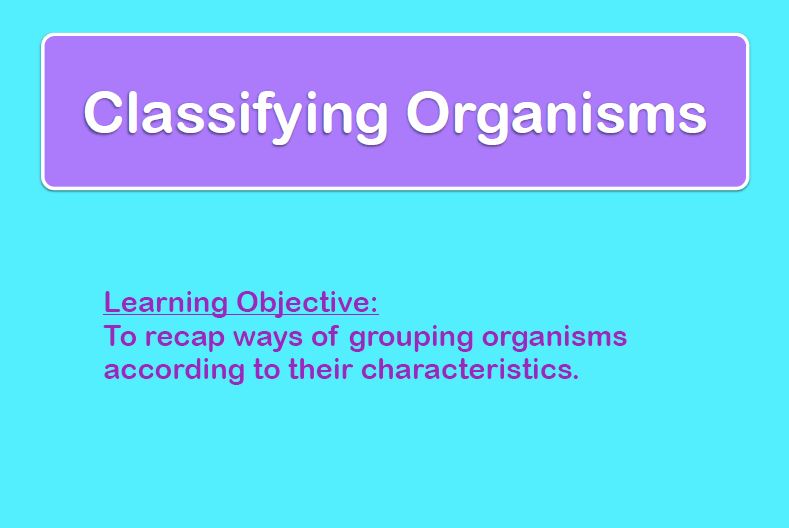 Classifying Organisms
Learning Objective:
To recap ways of grouping organisms
according to their characteristics.